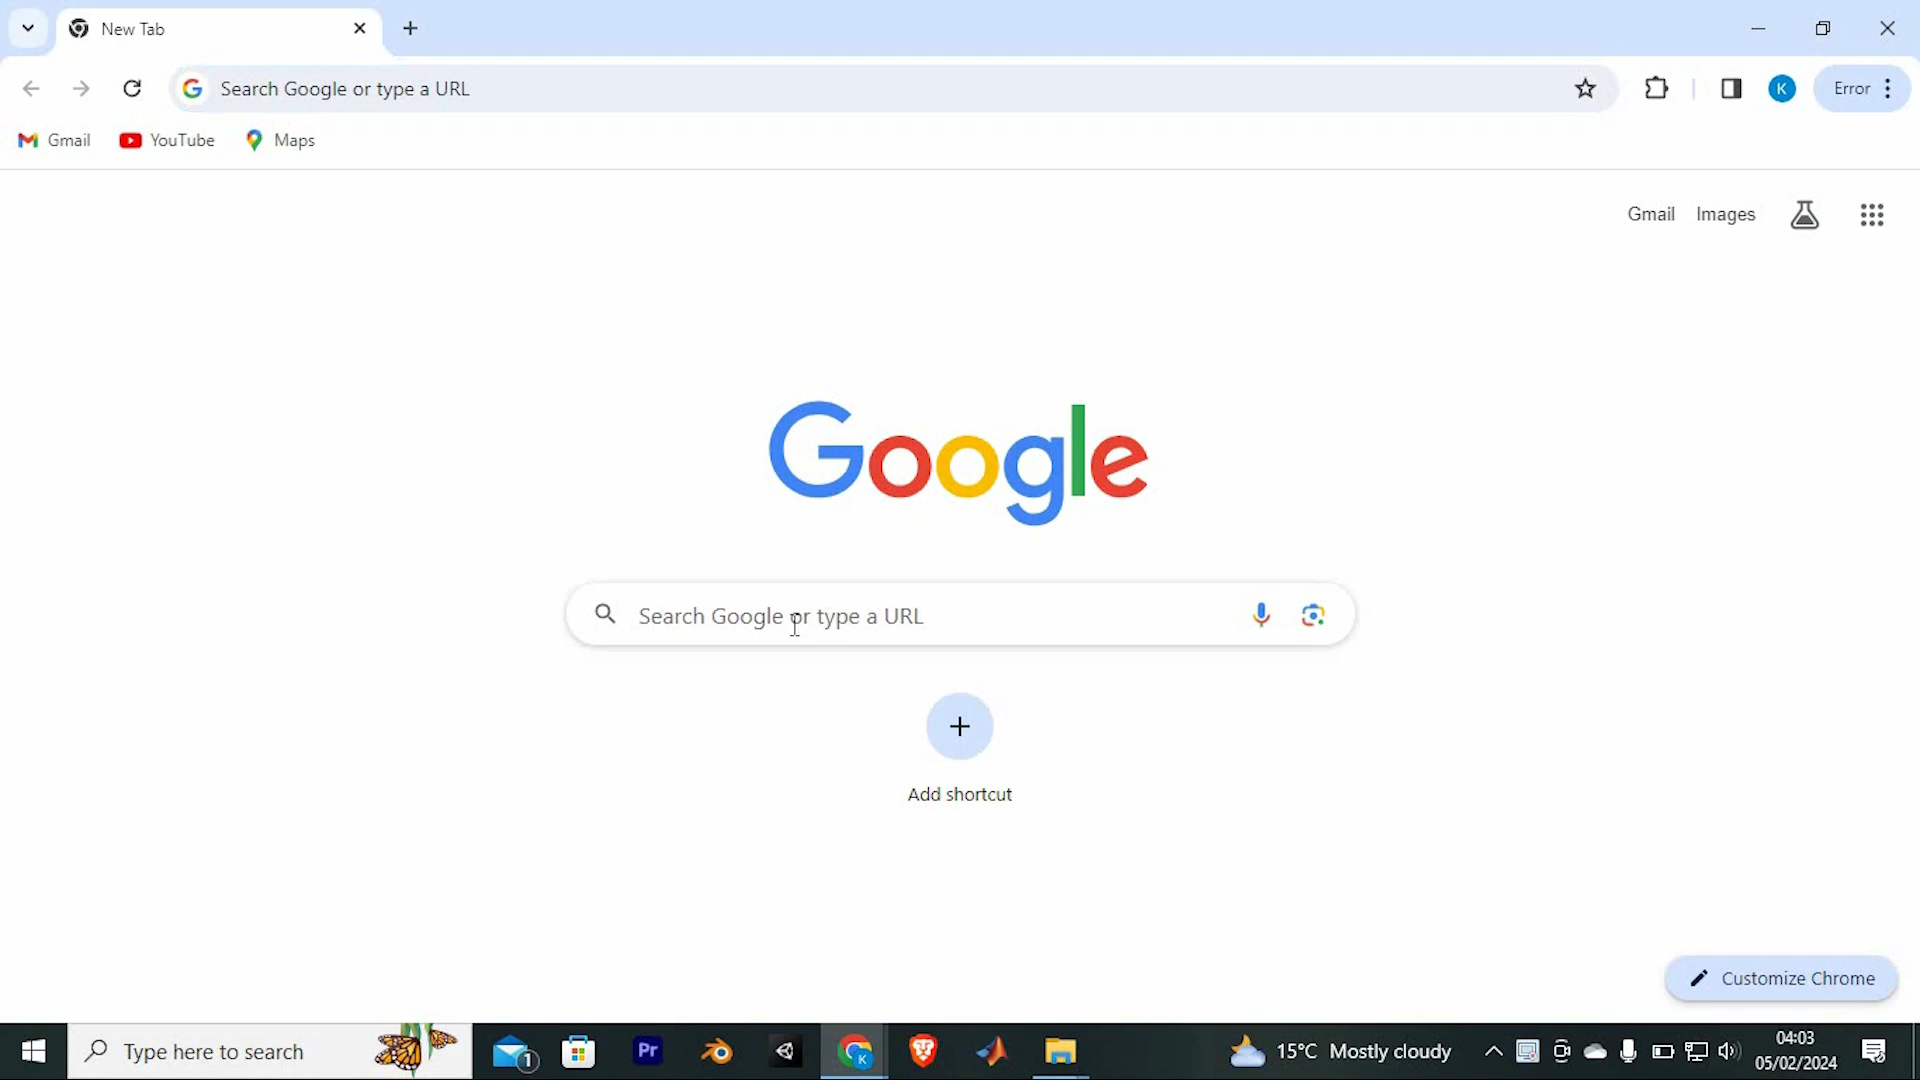 New Tab
Search Google or type a URL
K
Error
Gmail
YouTube
Maps
Gmail
Images
Google
Search Google or type a URL
Add shortcut
Customize Chrome
Type here to search
1
Pr
K
15°C Mostly cloudy
04:03
05/02/2024